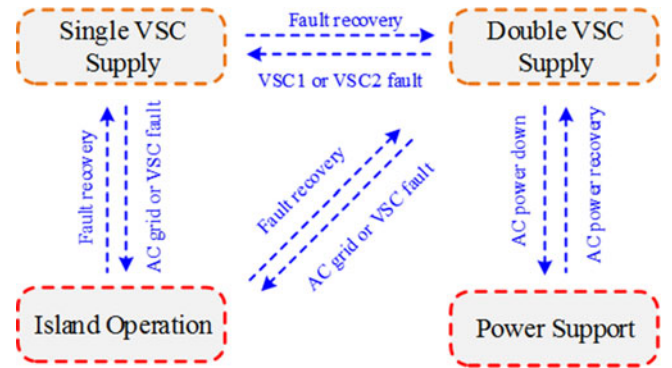 Single VSC
Supply
Fault recovery
VSC1 or VSC2 fault
Double VSC
Supply
Fault recovery
AC grid or VSC fault
Fault recovery
AC grid or VSC fault
AC power down
AC power recovery
Island Operation
Power Support